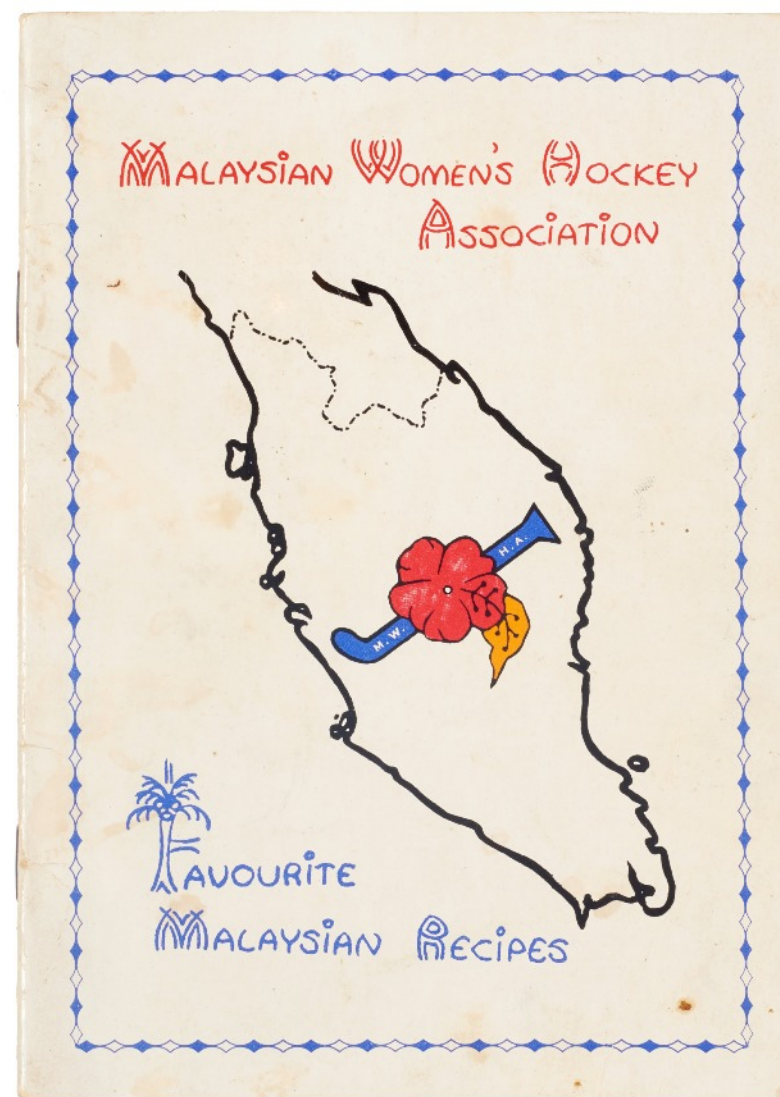 Malaysian Women's Hockey
Association
H.A.
M.W.
Favourite
Malaysian Recipes